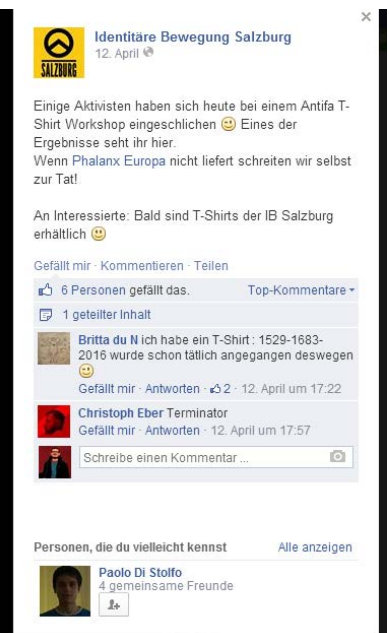 ×
Identitäre Bewegung Salzburg
12. April
SALZBURG
Einige Aktivisten haben sich heute bei einem Antifa T-
Shirt Workshop eingeschlichen Eines der
Ergebnisse seht ihr hier.
Wenn Phalanx Europa nicht liefert schreiten wir selbst
zur Tat!
An Interessierte: Bald sind T-Shirts der IB Salzburg
erhältlich
Gefällt mir · Kommentieren · Teilen
6 Personen gefällt das. Top-Kommentare
1 geteilter Inhalt
Britta du N ich habe ein T-Shirt : 1529-1683-
2016 wurde schon tätlich angegangen deswegen
Gefällt mir · Antworten · 2 · 12. April um 17:22
Christoph Eber Terminator
Gefällt mir · Antworten · 12. April um 17:57
Schreibe einen Kommentar ...
Personen, die du vielleicht kennst Alle anzeigen
Paolo Di Stolfo
4 gemeinsame Freunde